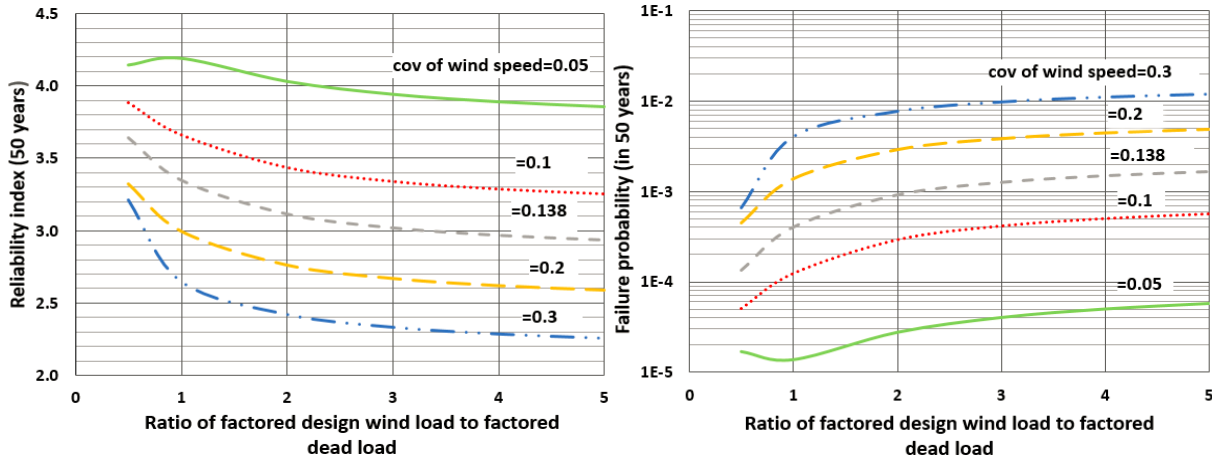 Reliability index (50 years)
4.5
4.0
3.5
3.0
2.5
2.0
cov of wind speed=0.05
=0.1
=0.138
=0.2
=0.3
0 1 2 3 4 5
Ratio of factored design wind load to factored
dead load
Failure probability (in 50 years)
1E-1
1E-2
1E-3
1E-4
1E-5
cov of wind speed=0.3
=0.2
=0.138
=0.1
=0.05
0 1 2 3 4 5
Ratio of factored design wind load to factored
dead load